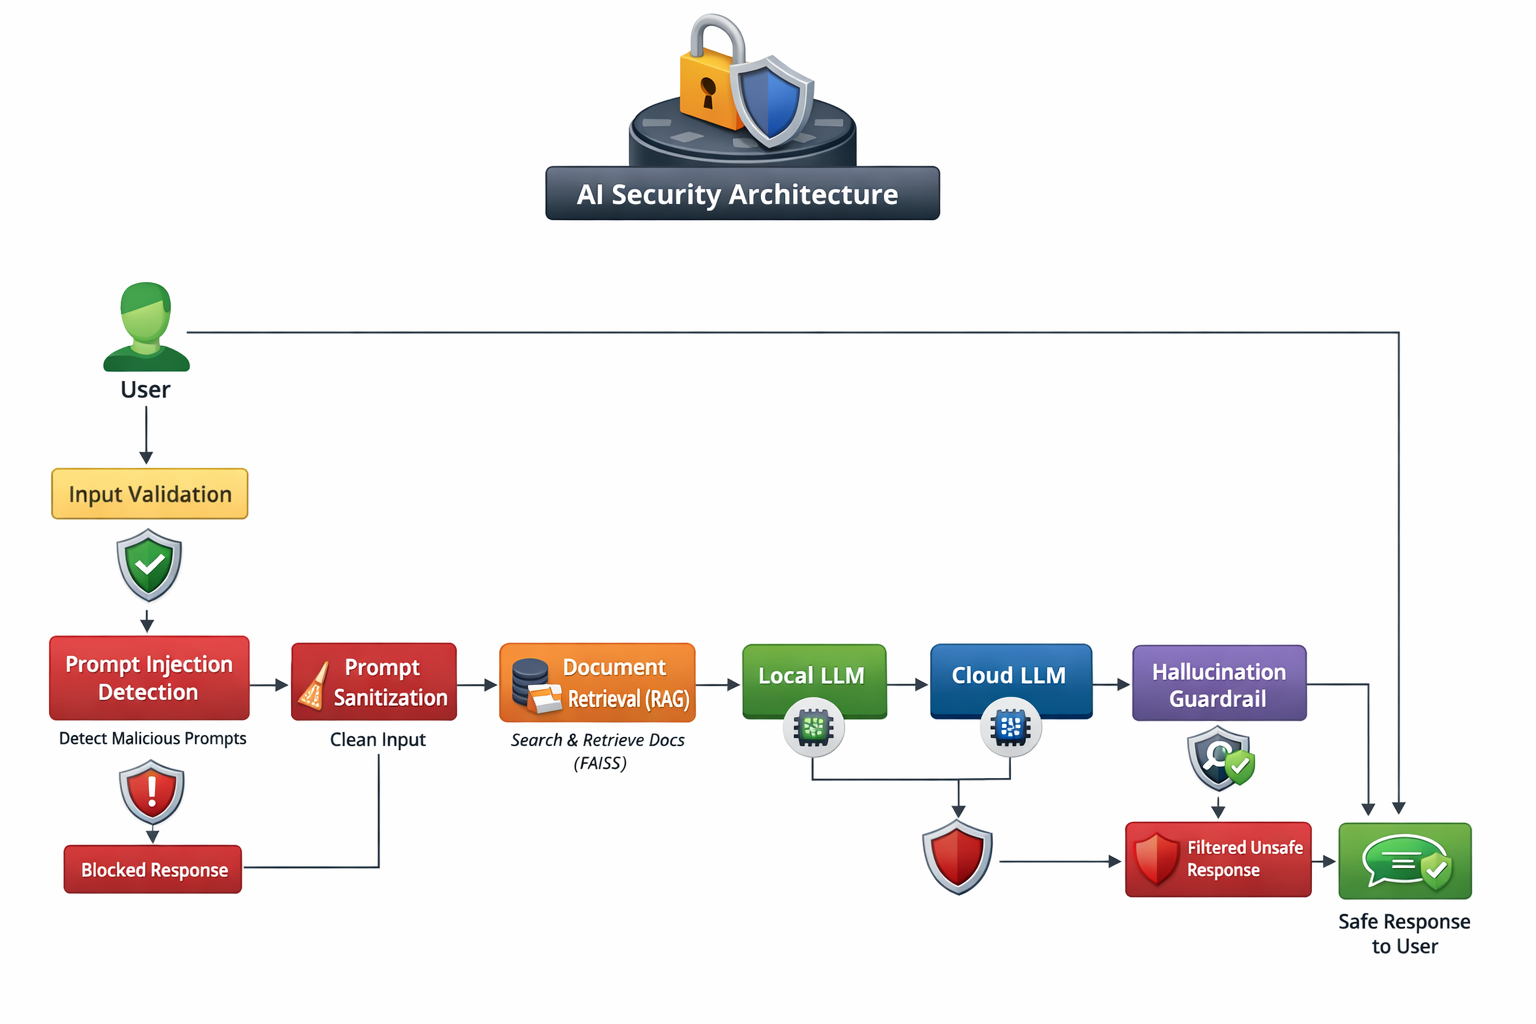 AI Security Architecture
User
Input Validation
Prompt Injection
Detection
Detect Malicious Prompts
Blocked Response
Prompt
Sanitization
Clean Input
Document
Retrieval (RAG)
Search & Retrieve Docs
(FAISS)
Local LLM
Cloud LLM
Hallucination
Guardrail
Filtered Unsafe
Response
Safe Response
to User